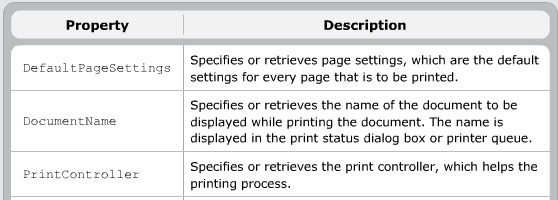 Property Description
DefaultPageSettings Specifies or retrieves page settings, which are the default
settings for every page that is to be printed.
Specifies or retrieves the name of the document to be
DocumentName displayed while printing the document. The name is
displayed in the print status dialog box or printer queue.
PrintController Specifies or retrieves the print controller, which helps the
printing process.